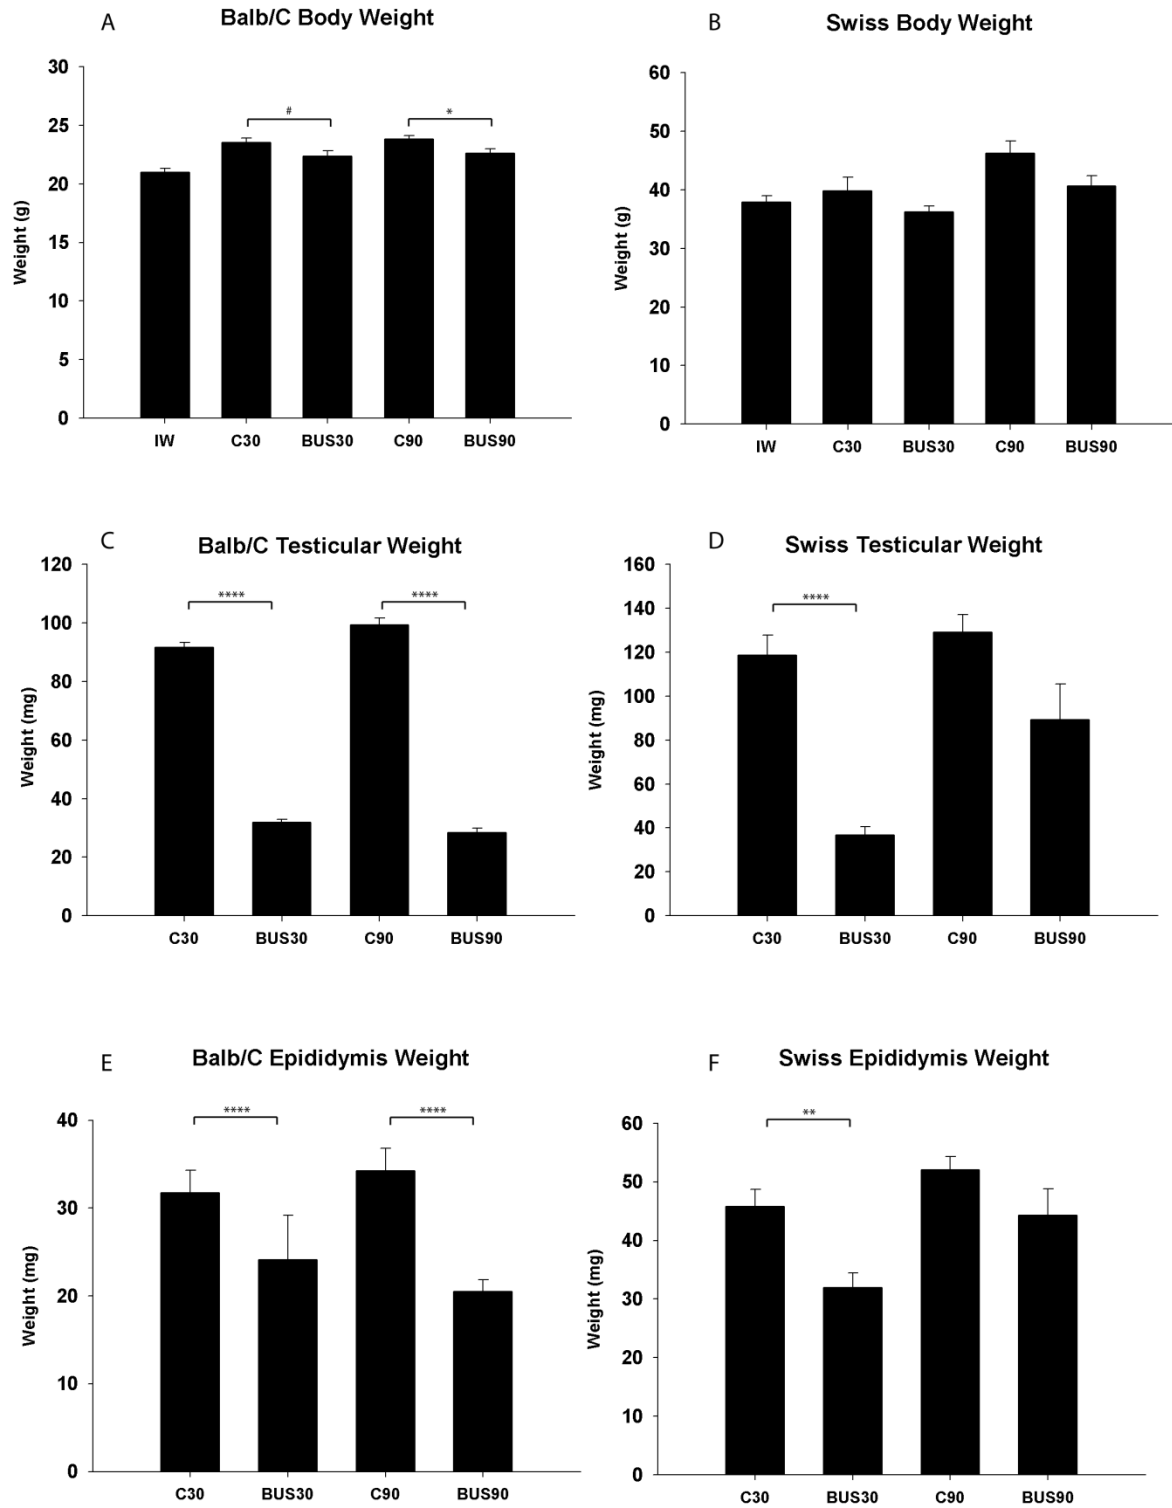 A
Balb/C Body Weight
30
25
20
15
10
5
0
Weight (g)
#
*
IW C30 BUS30 C90 BUS90
B
Swiss Body Weight
60
50
40
30
20
10
0
Weight (g)
IW C30 BUS30 C90 BUS90
C
Balb/C Testicular Weight
120
100
80
60
40
20
0
Weight (mg)
****
****
C30 BUS30 C90 BUS90
D
Swiss Testicular Weight
160
140
120
100
80
60
40
20
0
Weight (mg)
****
C30 BUS30 C90 BUS90
E
Balb/C Epididymis Weight
40
30
20
10
0
Weight (mg)
****
****
C30 BUS30 C90 BUS90
F
Swiss Epididymis Weight
60
50
40
30
20
10
0
Weight (mg)
**
C30 BUS30 C90 BUS90